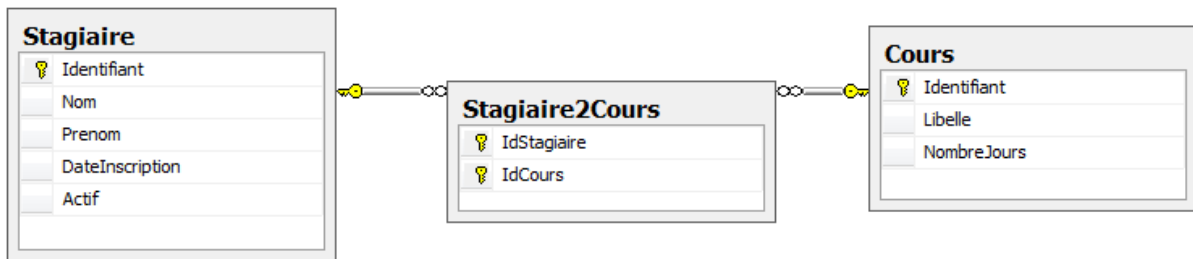 Stagiaire
Identifiant
Nom
Prenom
DateInscription
Actif
Stagiaire2Cours
IdStagiaire
IdCours
Cours
Identifiant
Libelle
NombreJours